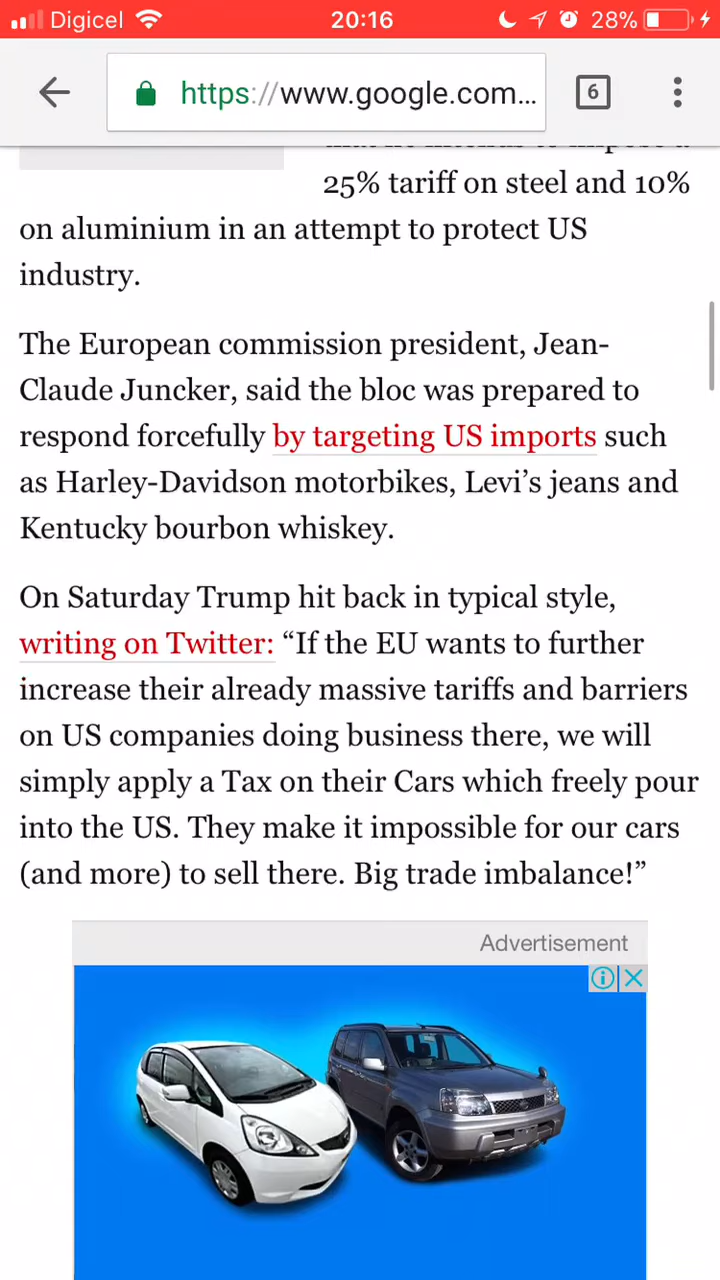 Digicel 20:16 28%
https://www.google.com... 6
25% tariff on steel and 10%
on aluminium in an attempt to protect US
industry.
The European commission president, Jean-
Claude Juncker, said the bloc was prepared to
respond forcefully by targeting US imports such
as Harley-Davidson motorbikes, Levi’s jeans and
Kentucky bourbon whiskey.
On Saturday Trump hit back in typical style,
writing on Twitter: “If the EU wants to further
increase their already massive tariffs and barriers
on US companies doing business there, we will
simply apply a Tax on their Cars which freely pour
into the US. They make it impossible for our cars
(and more) to sell there. Big trade imbalance!”
Advertisement